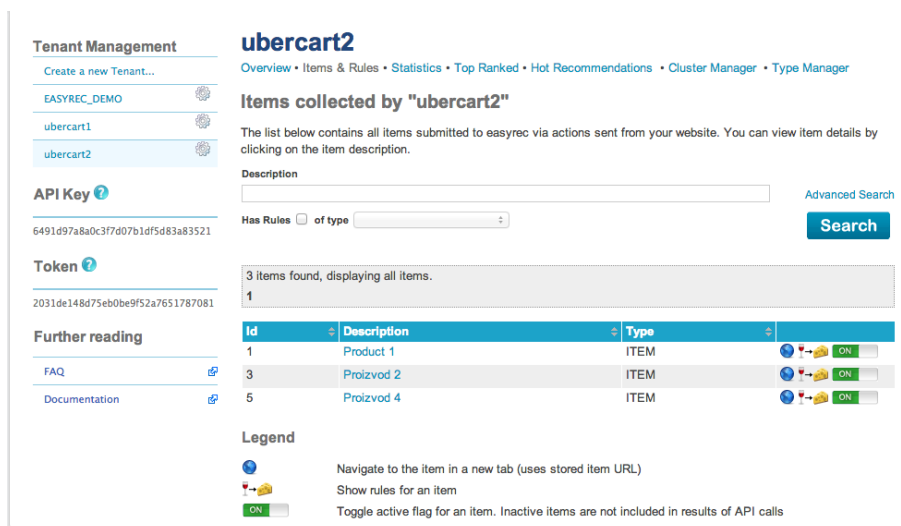 Tenant Management
Create a new Tenant...
EASYREC_DEMO
ubercart1
ubercart2
API Key ?
6491d97a8a0c3f7d07b1df5d83a83521
Token ?
2031de148d75eb0be9f52a7651787081
Further reading
FAQ
Documentation
ubercart2
Overview • Items & Rules • Statistics • Top Ranked • Hot Recommendations • Cluster Manager • Type Manager
Items collected by "ubercart2"
The list below contains all items submitted to easyrec via actions sent from your website. You can view item details by
clicking on the item description.
Description
Advanced Search
Has Rules of type
Search
3 items found, displaying all items.
1
Id Description Type
1 Product 1 ITEM ON
3 Proizvod 2 ITEM ON
5 Proizvod 4 ITEM ON
Legend
Navigate to the item in a new tab (uses stored item URL)
Show rules for an item
ON Toggle active flag for an item. Inactive items are not included in results of API calls